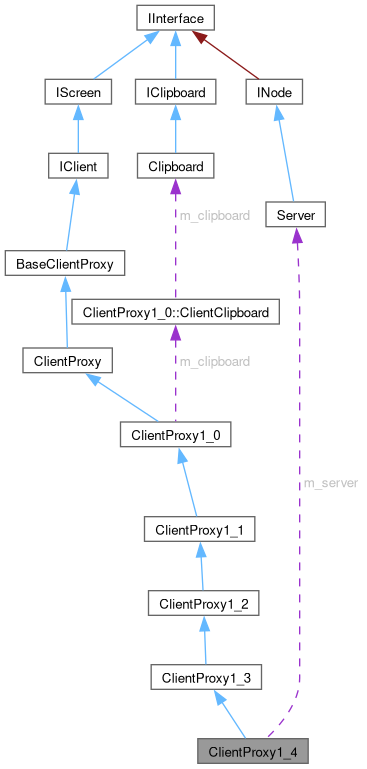 IInterface
IScreen
IClipboard
INode
IClient
Clipboard
Server
m_clipboard
BaseClientProxy
ClientProxy1_0::ClientClipboard
ClientProxy
m_clipboard
ClientProxy1_0
m_server
ClientProxy1_1
ClientProxy1_2
ClientProxy1_3
ClientProxy1_4